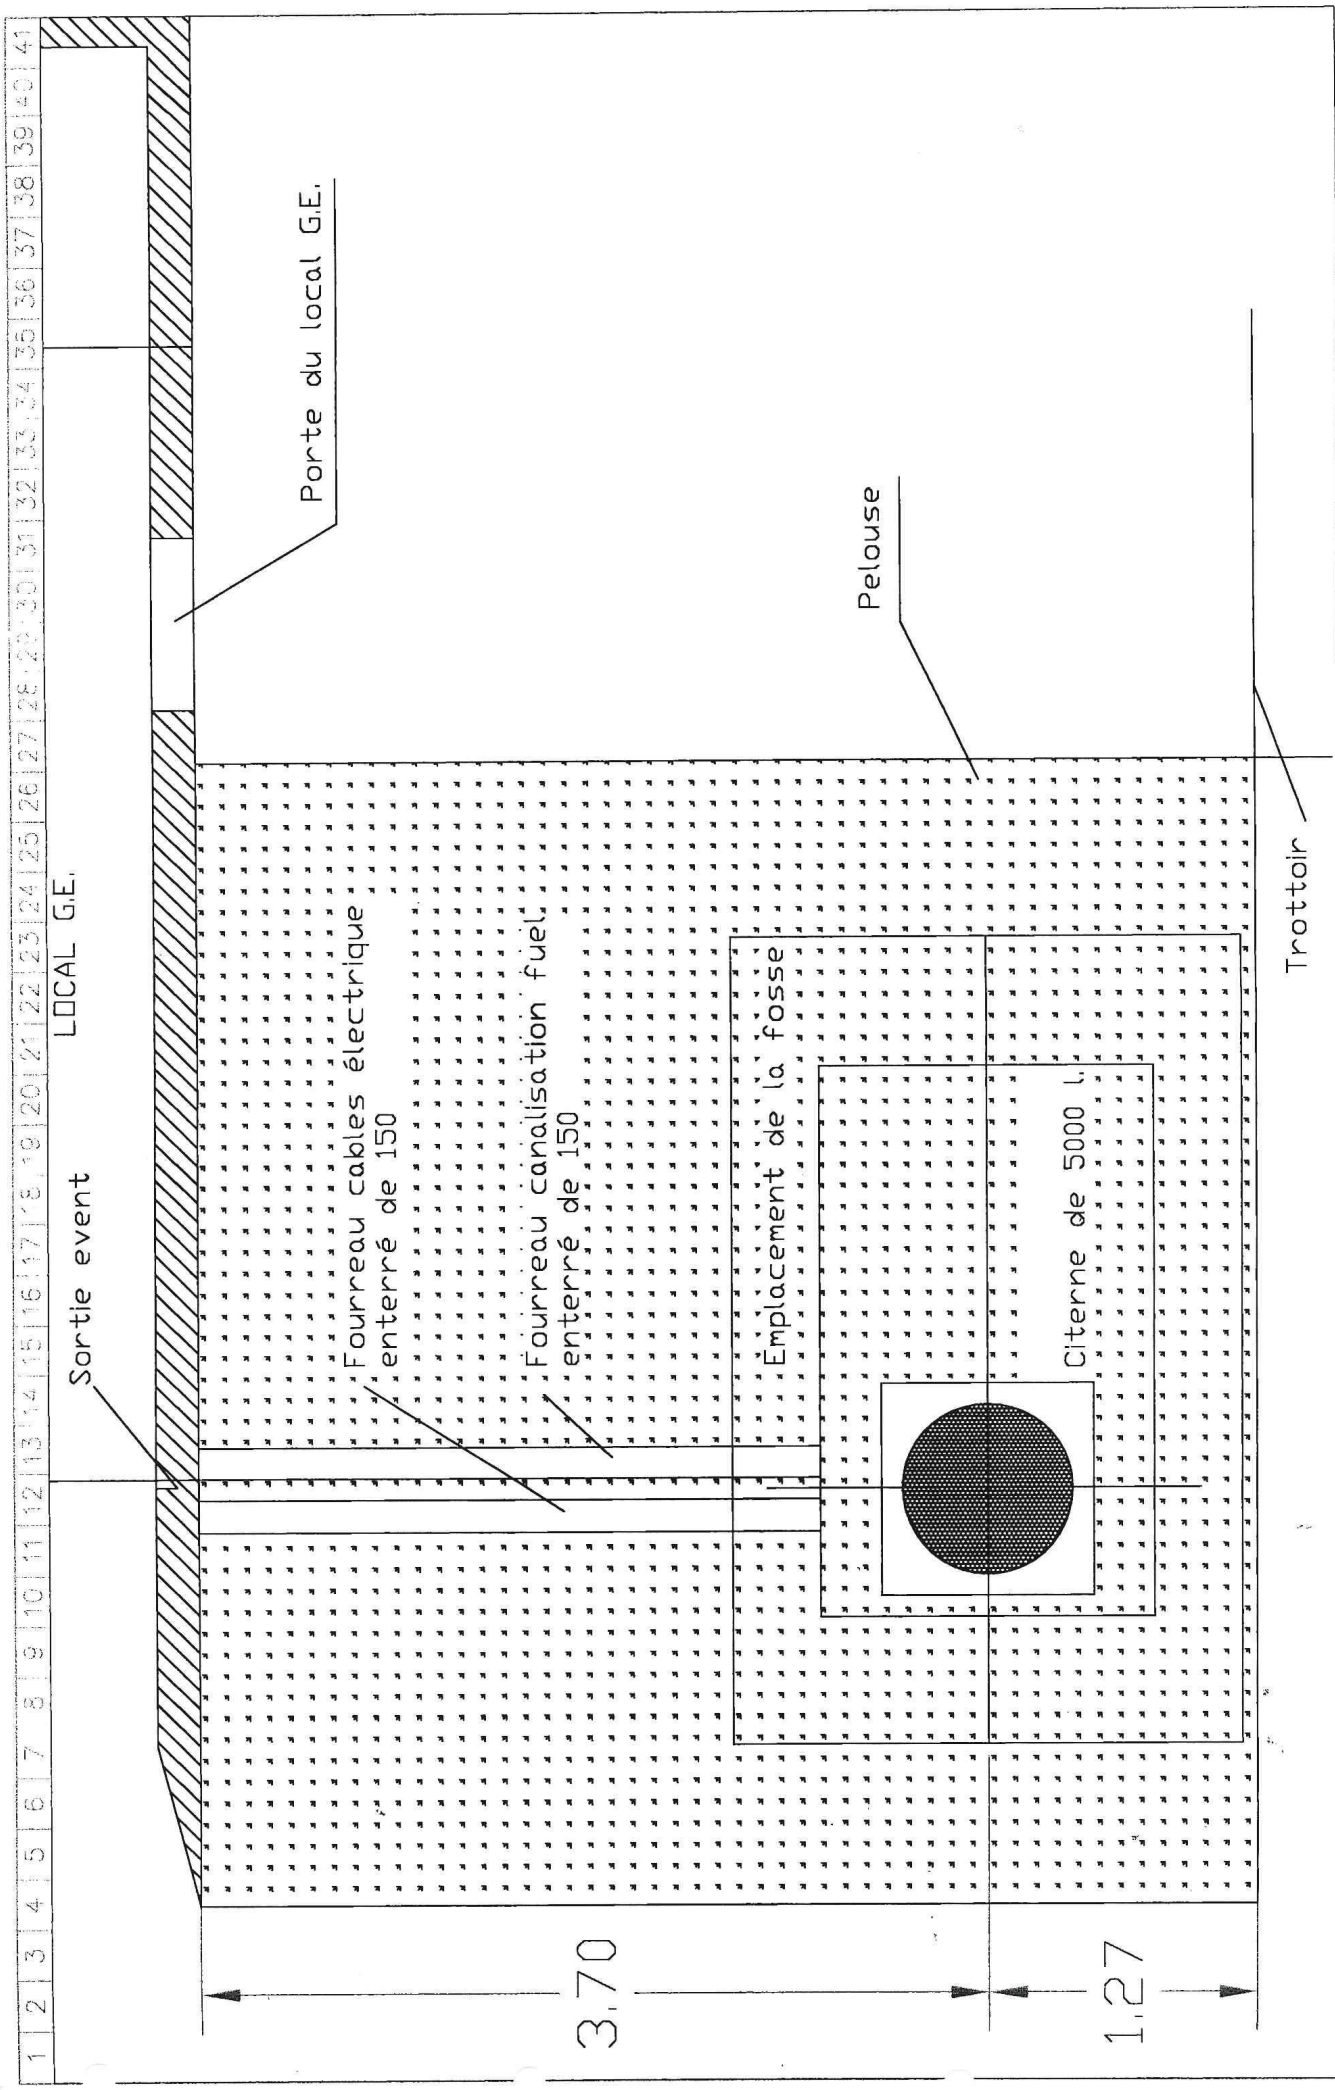 1 2 3 4 5 6 7 8 9 10 11 12 13 14 15 16 17 18 19 20 21 22 23 24 25 26 27 28 29 30 31 32 33 34 35 36 37 38 39 40 41
LOCAL G.E.
Sortie event
Porte du local G.E.
Fourreau cables électrique
enterré de 150
Fourreau canalisation fuel
enterré de 150
3.70
Emplacement de la fosse
Pelouse
Citerne de 5000 l.
1.27
Trottoir